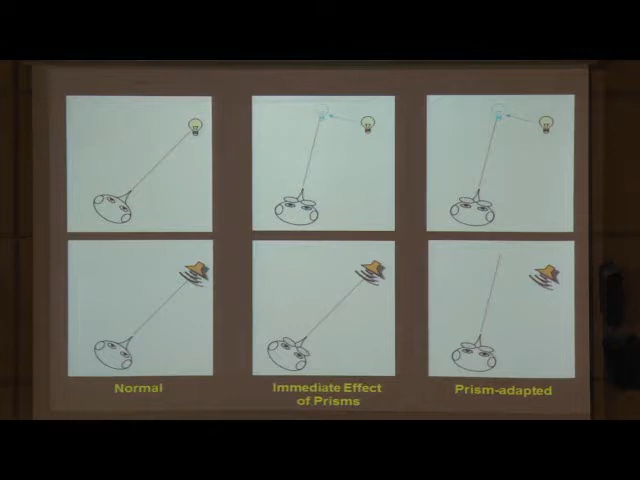 Normal
Immediate Effect
of Prisms
Prism-adapted